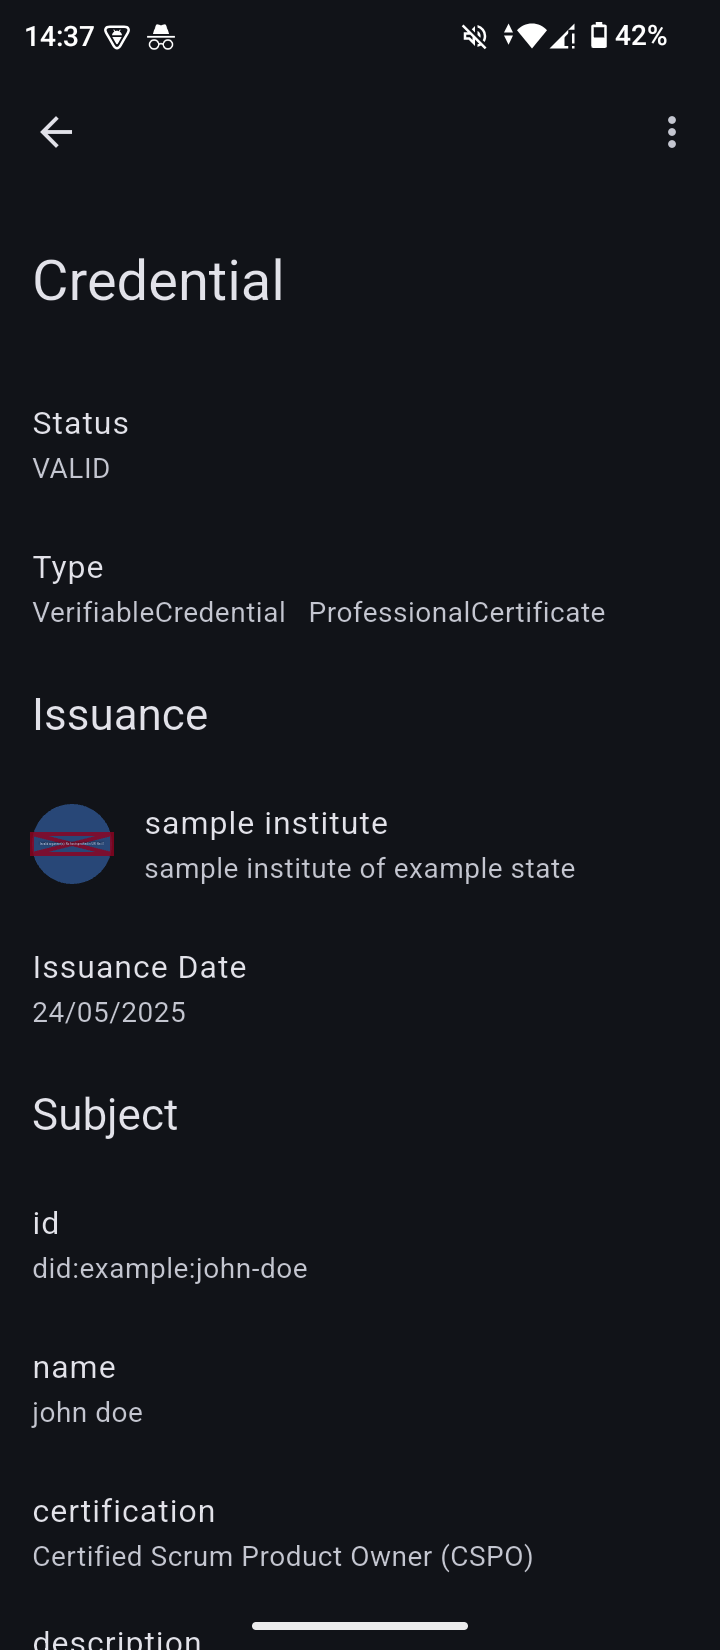 14:37
42%
Credential
Status
VALID
Type
VerifiableCredential ProfessionalCertificate
Issuance
sample institute
sample institute of example state
Issuance Date
24/05/2025
Subject
id
did:example:john-doe
name
john doe
certification
Certified Scrum Product Owner (CSPO)
description